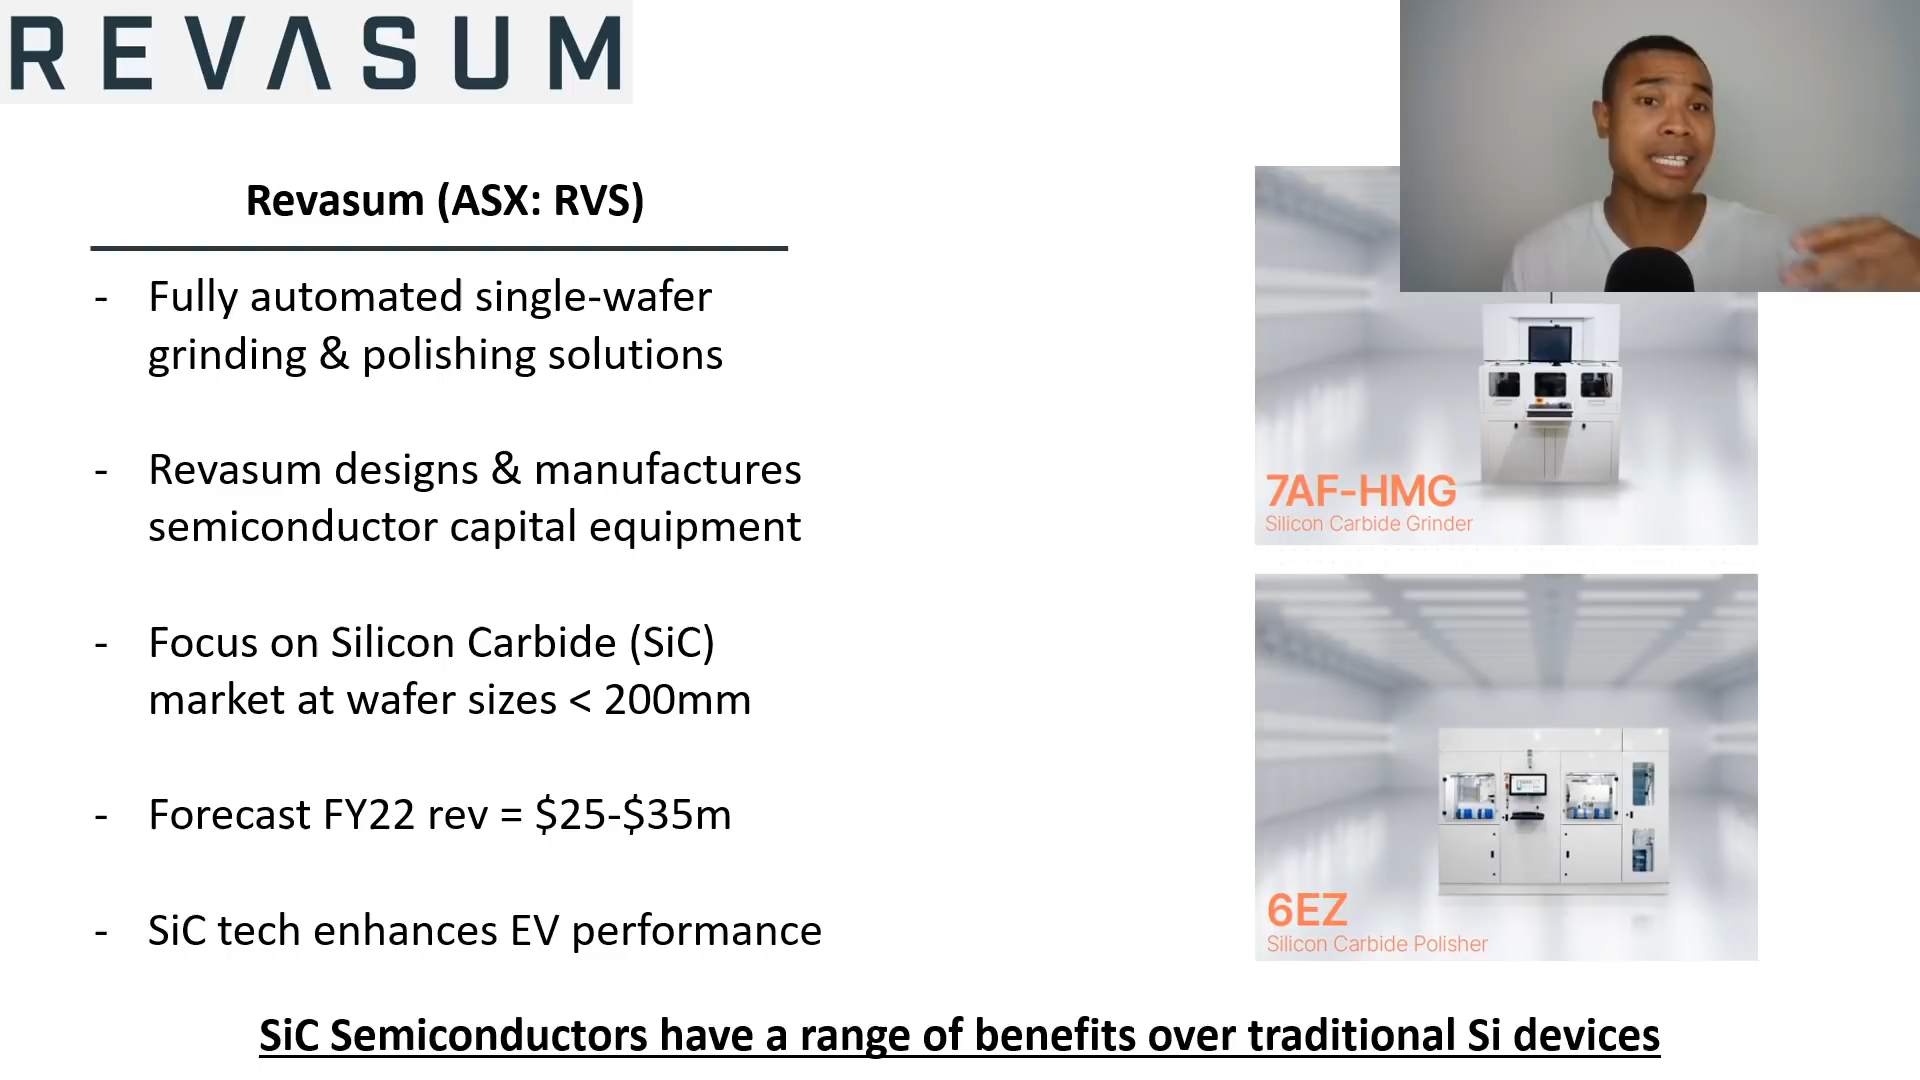 REVASUM
Revasum (ASX: RVS)
- Fully automated single-wafer
grinding & polishing solutions
- Revasum designs & manufactures
semiconductor capital equipment
- Focus on Silicon Carbide (SiC)
market at wafer sizes < 200mm
- Forecast FY22 rev = $25-$35m
- SiC tech enhances EV performance
7AF-HMG
Silicon Carbide Grinder
6EZ
Silicon Carbide Polisher
SiC Semiconductors have a range of benefits over traditional Si devices